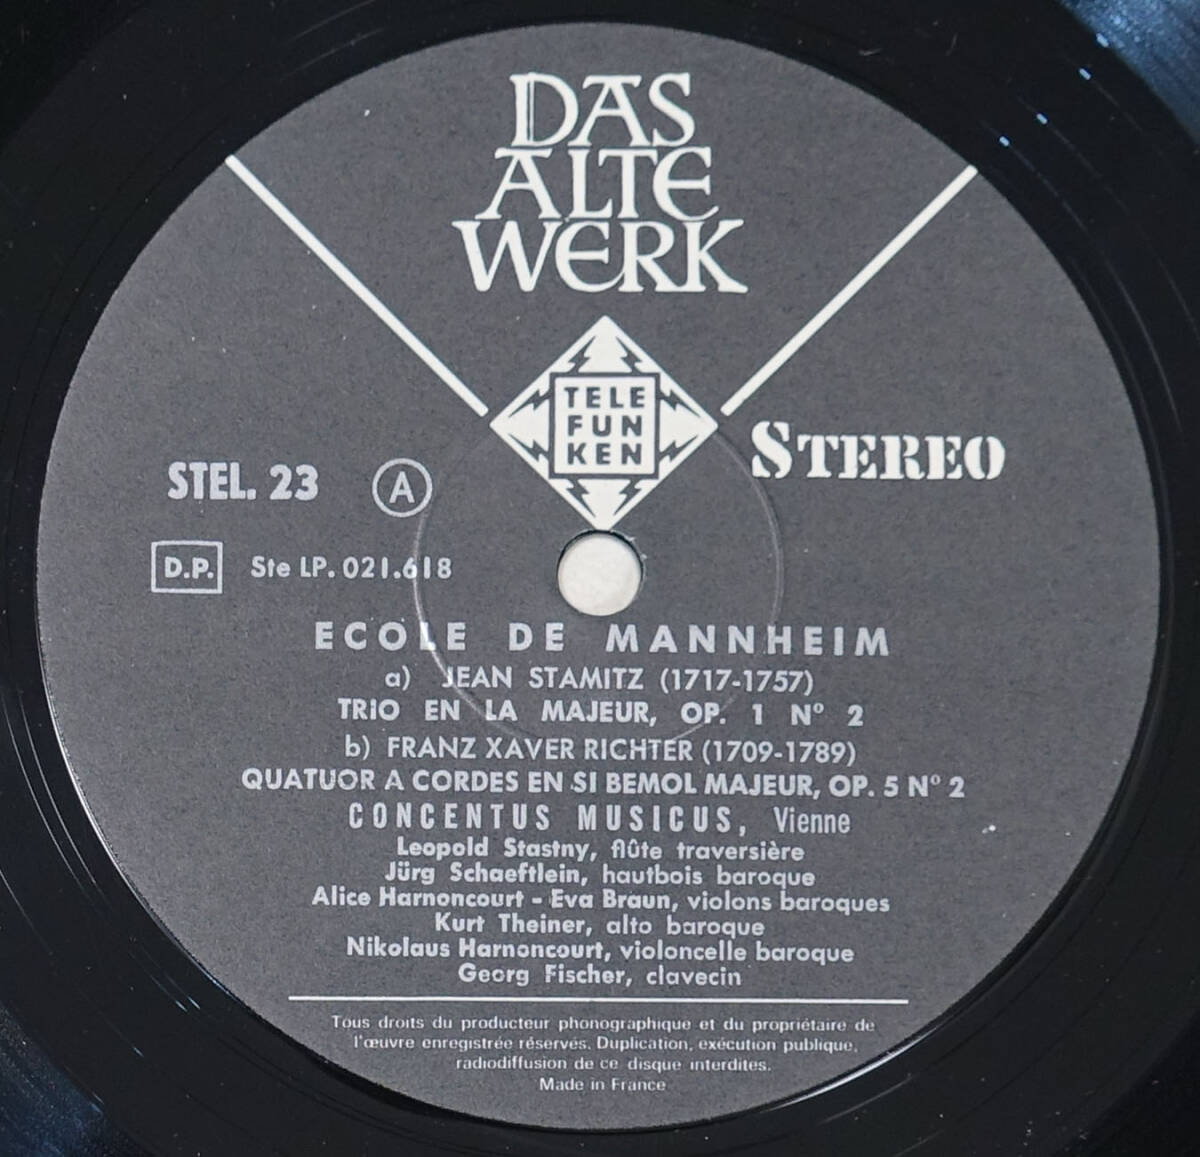 DAS
ALTE
WERK
TELE
FUN
KEN
STEREO
STEL. 23 A
D.P. Ste LP. 021.618
ECOLE DE MANNHEIM
a) JEAN STAMITZ (1717-1757)
TRIO EN LA MAJEUR, OP. 1 Nº 2
b) FRANZ XAVER RICHTER (1709-1789)
QUATUOR A CORDES EN SI BEMOL MAJEUR, OP. 5 Nº 2
CONCENTUS MUSICUS, Vienne
Leopold Stastny, flûte traversière
Jürg Schaeftlein, hautbois baroque
Alice Harnoncourt - Eva Braun, violons baroques
Kurt Theiner, alto baroque
Nikolaus Harnoncourt, violoncelle baroque
Georg Fischer, clavecin
Tous droits du producteur phonographique et du propriétaire de
l'œuvre enregistrée réservés. Duplication, exécution publique,
radiodiffusion de ce disque interdites.
Made in France